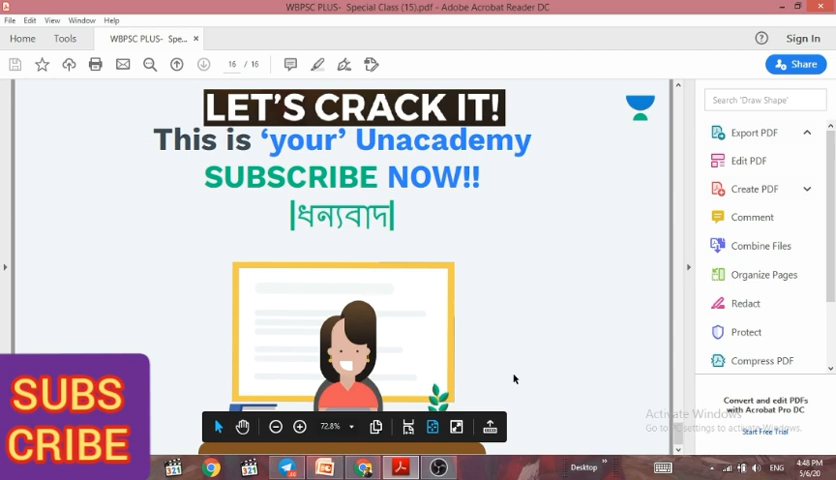 WBPSC PLUS-  Special Class (15).pdf - Adobe Acrobat Reader DC
File Edit View Window Help
Home Tools WBPSC PLUS- Spe... × Sign In
16 / 16 Share
LET'S CRACK IT!
This is ‘your’ Unacademy
SUBSCRIBE NOW!!
|ধন্যবাদ|
Search 'Draw Shape'
Export PDF
Edit PDF
Create PDF
Comment
Combine Files
Organize Pages
Redact
Protect
Compress PDF
Convert and edit PDFs
with Acrobat Pro DC
Start Free Trial
Activate Windows
settings to activate Windows.
SUBS
CRIBE
72.8%
321 321 Desktop ENG 4:48 PM
5/6/20